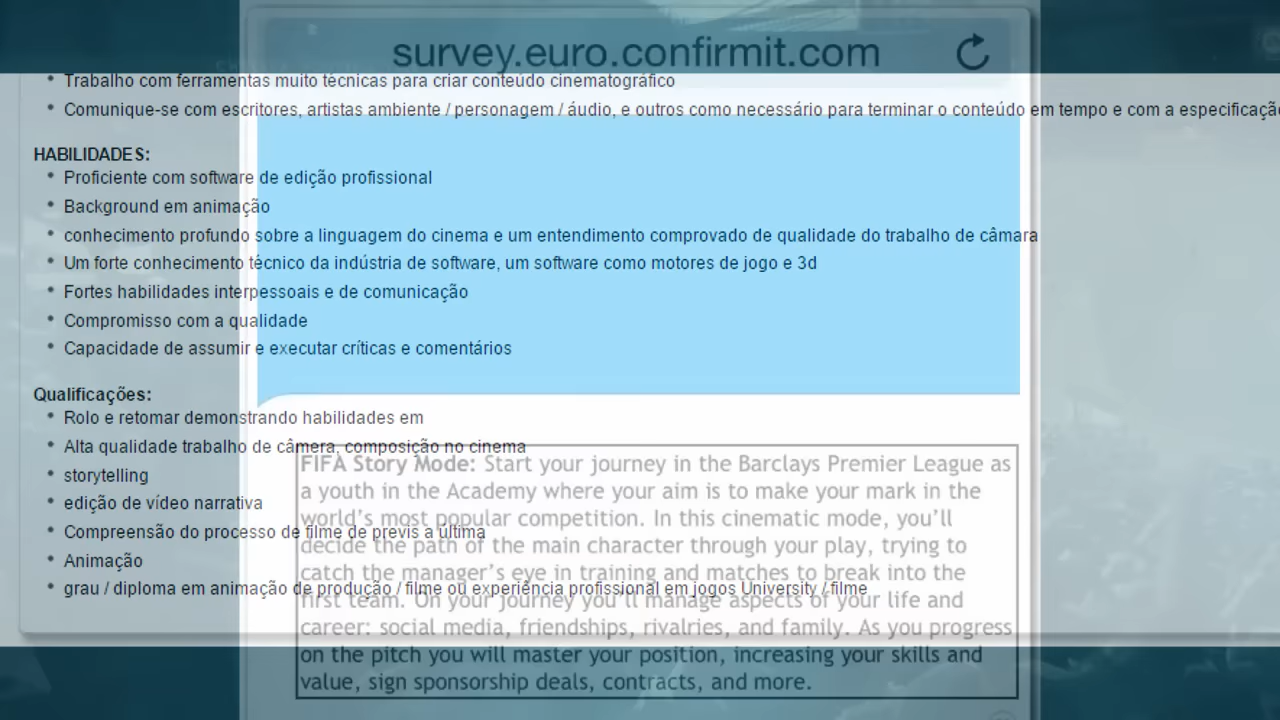 survey.euro.confirmit.com
• Trabalho com ferramentas muito técnicas para criar conteúdo cinematográfico
• Comunique-se com escritores, artistas ambiente / personagem / áudio, e outros como necessário para terminar o conteúdo em tempo e com a especificação
HABILIDADES:
• Proficiente com software de edição profissional
• Background em animação
• conhecimento profundo sobre a linguagem do cinema e um entendimento comprovado de qualidade do trabalho de câmara
• Um forte conhecimento técnico da indústria de software, um software como motores de jogo e 3d
• Fortes habilidades interpessoais e de comunicação
• Compromisso com a qualidade
• Capacidade de assumir e executar críticas e comentários
Qualificações:
• Rolo e retomar demonstrando habilidades em
• Alta qualidade trabalho de câmera, composição no cinema
• storytelling
• edição de vídeo narrativa
• Compreensão do processo de filme de previs a última
• Animação
• grau / diploma em animação de produção / filme ou experiência profissional em jogos University / filme
FIFA Story Mode: Start your journey in the Barclays Premier League as
a youth in the Academy where your aim is to make your mark in the
world's most popular competition. In this cinematic mode, you'll
decide the path of the main character through your play, trying to
catch the manager's eye in training and matches to break into the
first team. On your journey you'll manage aspects of your life and
career: social media, friendships, rivalries, and family. As you progress
on the pitch you will master your position, increasing your skills and
value, sign sponsorship deals, contracts, and more.